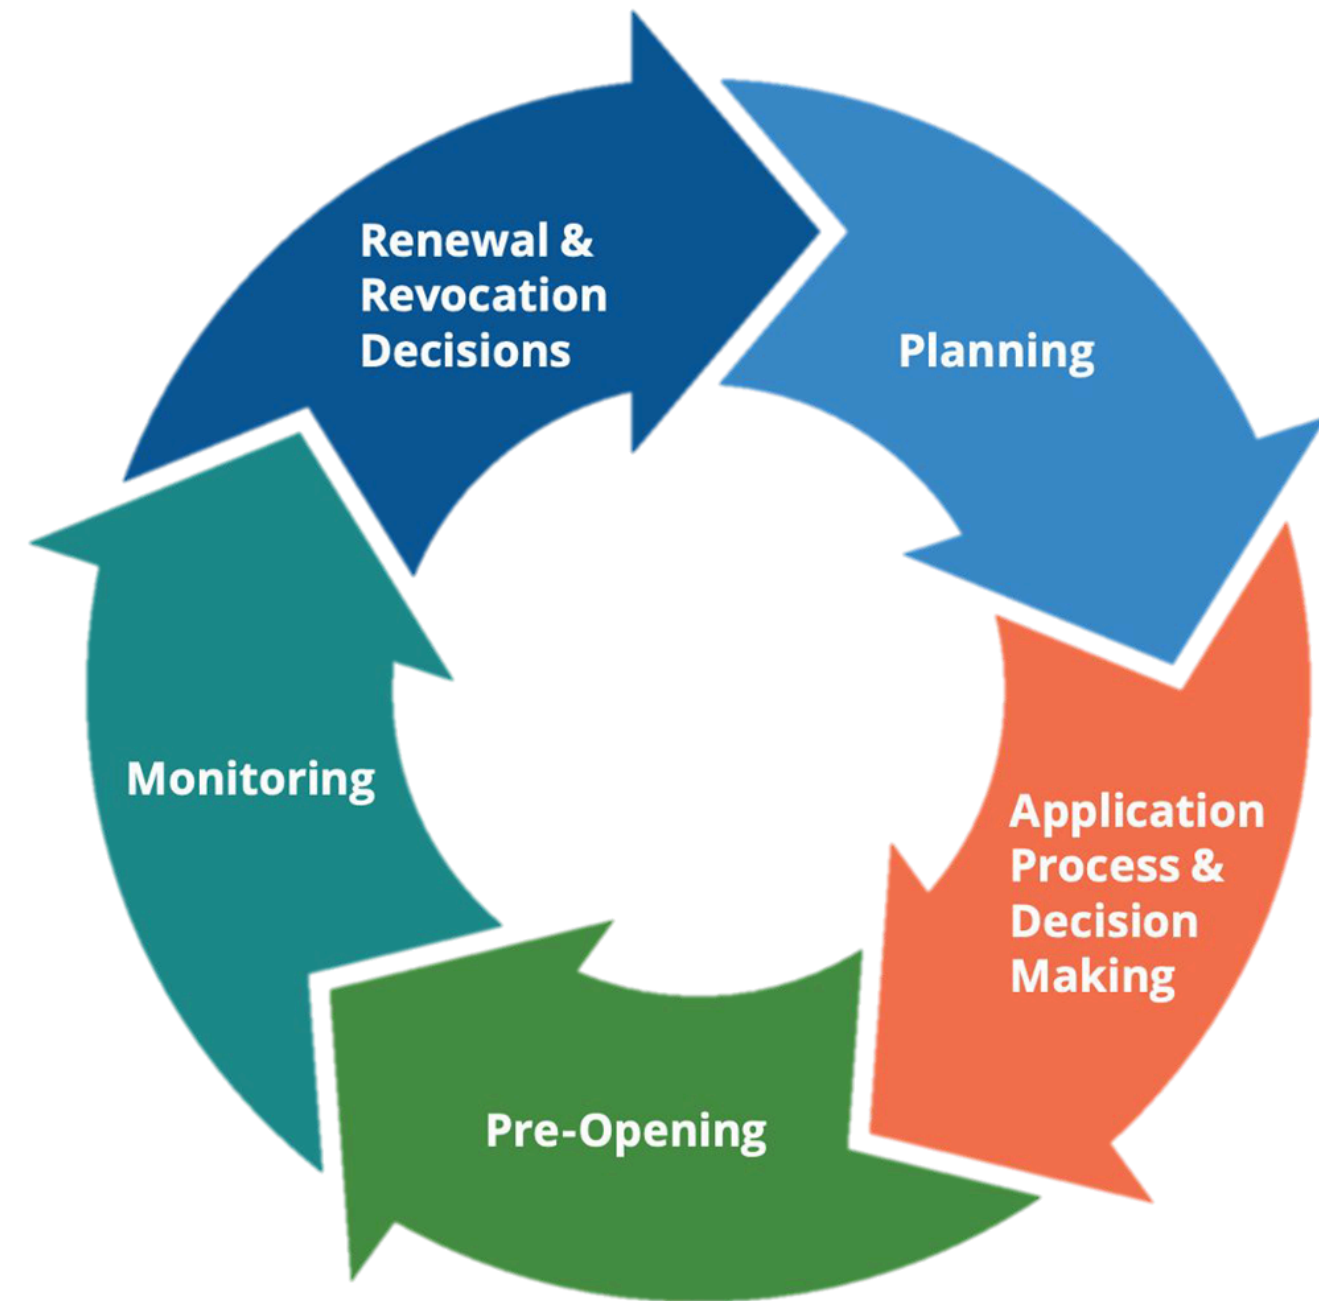 Renewal &
Revocation
Decisions
Planning
Application
Process &
Decision
Making
Pre-Opening
Monitoring